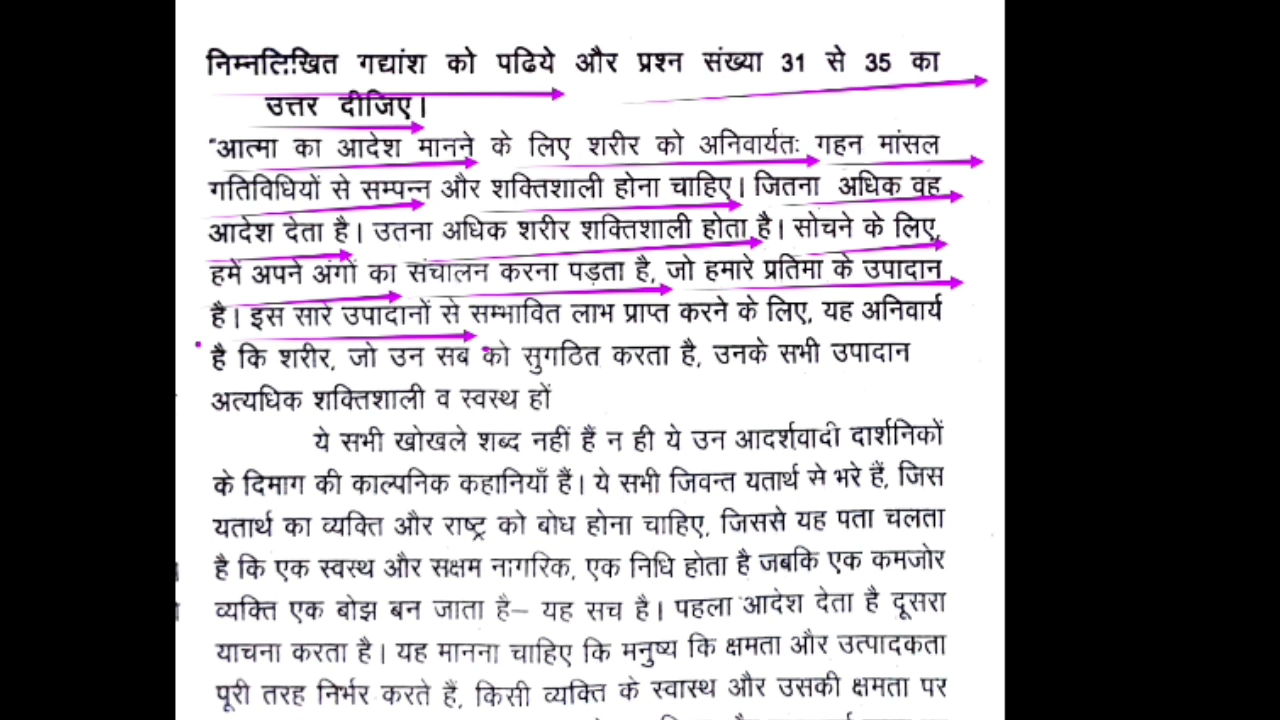 निम्नलिखित गद्यांश को पढिये और प्रश्न संख्या 31 से 35 का
उत्तर दीजिए।
"आत्मा का आदेश मानने के लिए शरीर को अनिवार्यतः गहन मांसल
गतिविधियों से सम्पन्न और शक्तिशाली होना चाहिए। जितना अधिक वह
आदेश देता है। उतना अधिक शरीर शक्तिशाली होता है। सोचने के लिए,
हमें अपने अंगों का संचालन करना पड़ता है, जो हमारे प्रतिमा के उपादान
है। इस सारे उपादानों से सम्भावित लाभ प्राप्त करने के लिए, यह अनिवार्य
है कि शरीर, जो उन सब को सुगठित करता है, उनके सभी उपादान
अत्यधिक शक्तिशाली व स्वस्थ हों
ये सभी खोखले शब्द नहीं हैं न ही ये उन आदर्शवादी दार्शनिकों
के दिमाग की काल्पनिक कहानियाँ हैं। ये सभी जिवन्त यतार्थ से भरे हैं, जिस
यतार्थ का व्यक्ति और राष्ट्र को बोध होना चाहिए, जिससे यह पता चलता
है कि एक स्वस्थ और सक्षम नागरिक, एक निधि होता है जबकि एक कमजोर
व्यक्ति एक बोझ बन जाता है– यह सच है। पहला आदेश देता है दूसरा
याचना करता है। यह मानना चाहिए कि मनुष्य कि क्षमता और उत्पादकता
पूरी तरह निर्भर करते हैं, किसी व्यक्ति के स्वास्थ और उसकी क्षमता पर